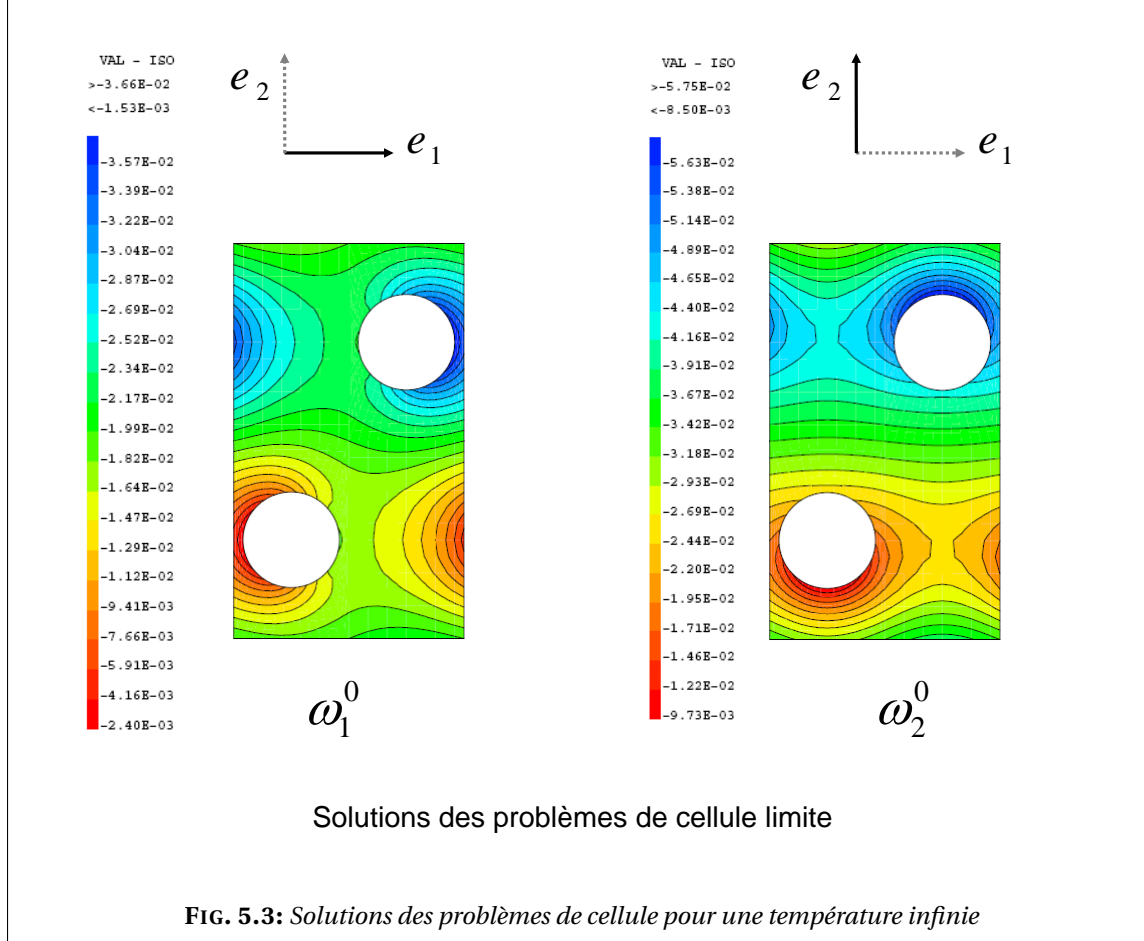 VAL - ISO
>-3.66E-02
<-1.53E-03
-3.57E-02
-3.39E-02
-3.22E-02
-3.04E-02
-2.87E-02
-2.69E-02
-2.52E-02
-2.34E-02
-2.17E-02
-1.99E-02
-1.82E-02
-1.64E-02
-1.47E-02
-1.29E-02
-1.12E-02
-9.41E-03
-7.66E-03
-5.91E-03
-4.16E-03
-2.40E-03
e 2
e 1
ω₁⁰
VAL - ISO
>-5.75E-02
<-8.50E-03
-5.63E-02
-5.38E-02
-5.14E-02
-4.89E-02
-4.65E-02
-4.40E-02
-4.16E-02
-3.91E-02
-3.67E-02
-3.42E-02
-3.18E-02
-2.93E-02
-2.69E-02
-2.44E-02
-2.20E-02
-1.95E-02
-1.71E-02
-1.46E-02
-1.22E-02
-9.73E-03
e 2
e 1
ω₂⁰
Solutions des problèmes de cellule limite
FIG. 5.3: Solutions des problèmes de cellule pour une température infinie